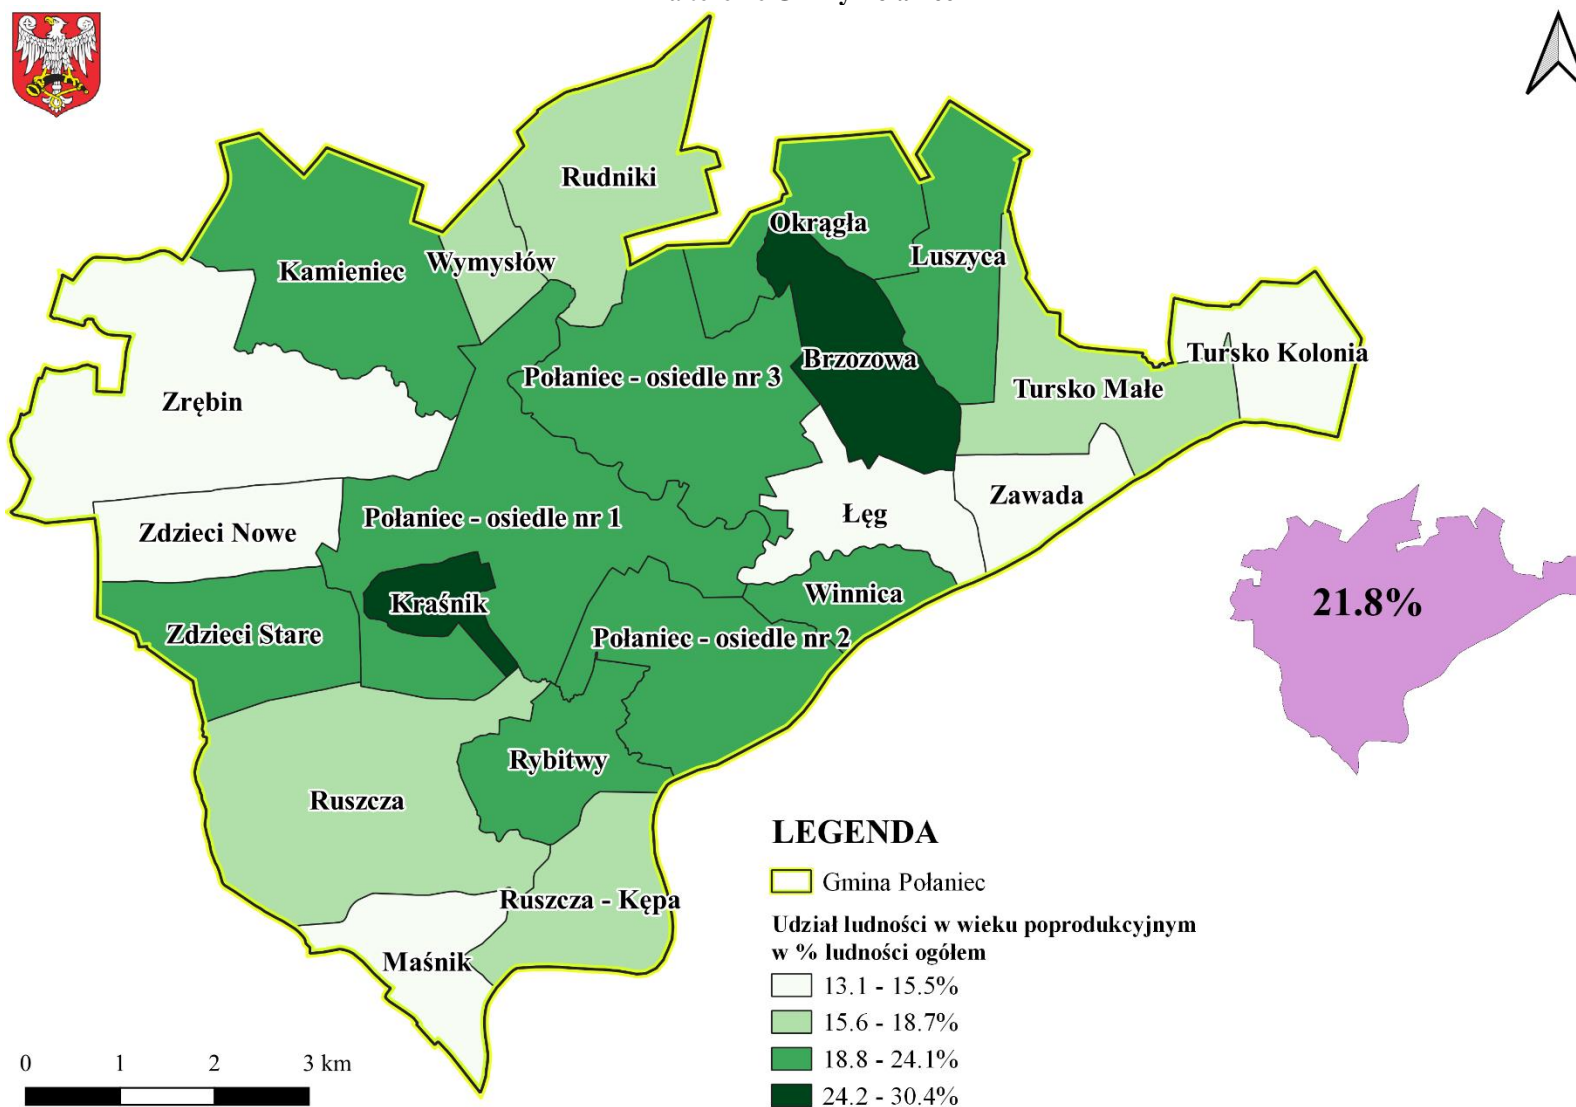 Rudniki
Okrągła
Wymysłów
Luszyca
Kamieniec
Tursko Kolonia
Brzozowa
Połaniec - osiedle nr 3
Tursko Małe
Zrębin
Zawada
Łęg
Połaniec - osiedle nr 1
Zdzieci Nowe
Winnica
21.8%
Kraśnik
Zdzieci Stare
Połaniec - osiedle nr 2
Rybitwy
Ruszcza
Ruszcza - Kępa
Maśnik
LEGENDA
Gmina Połaniec
Udział ludności w wieku poprodukcyjnym
w % ludności ogółem
13.1 - 15.5%
15.6 - 18.7%
18.8 - 24.1%
24.2 - 30.4%
0 1 2 3 km